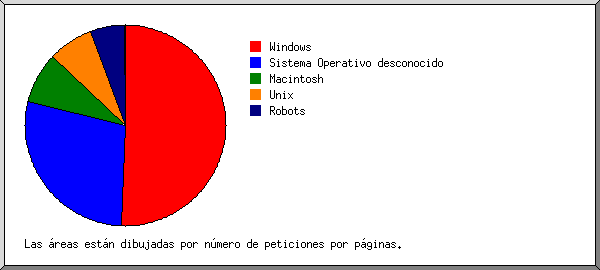 Windows
Sistema Operativo desconocido
Macintosh
Unix
Robots
Las áreas están dibujadas por número de peticiones por páginas.